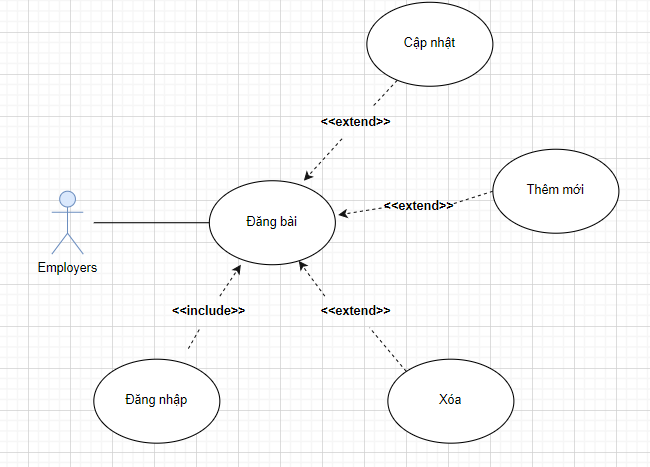 Cập nhật
<<extend>>
Thêm mới
<<extend>>
Đăng bài
Employers
<<include>>
<<extend>>
Đăng nhập
Xóa